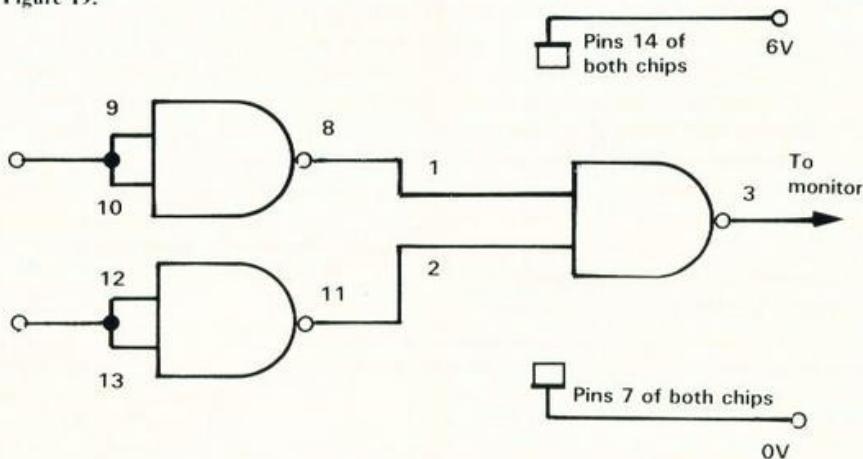 Figure 19.
Pins 14 of
both chips
6V
9
8
10
1
To
monitor
3
12
11
2
13
Pins 7 of both chips
0V